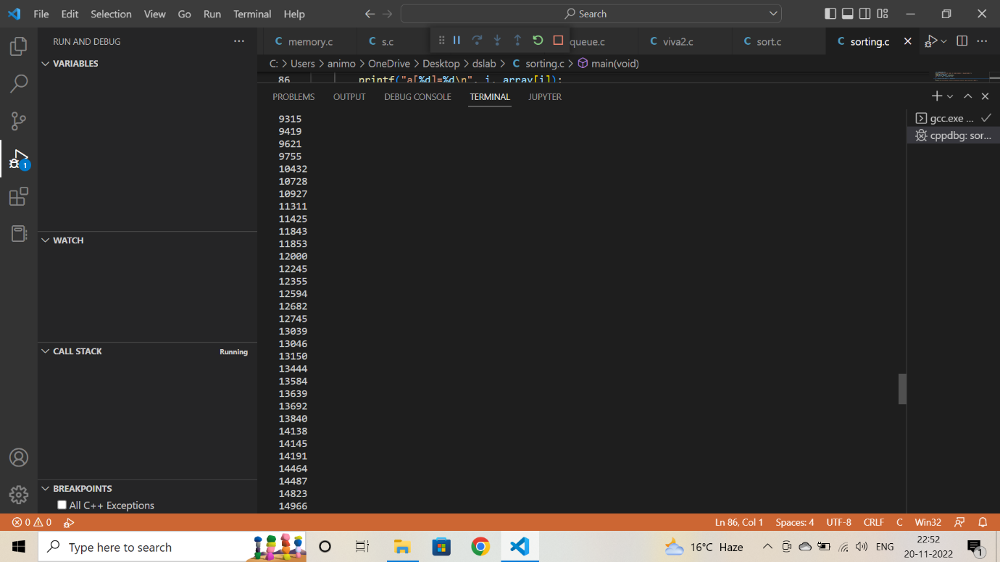 File Edit Selection View Go Run Terminal Help
Search
RUN AND DEBUG
memory.c s.c queue.c viva2.c sort.c sorting.c
VARIABLES
C: > Users > animo > OneDrive > Desktop > dslab > C sorting.c > main(void)
86 printf("a[%d]=%d\n", i, array[i]);
PROBLEMS OUTPUT DEBUG CONSOLE TERMINAL JUPYTER
gcc.exe ...
cppdbg: sor...
1
9315
9419
9621
9755
10432
10728
10927
11311
11425
11843
11853
12000
12245
12355
12594
12682
12745
13039
13046
13150
13444
13584
13639
13692
13840
14138
14145
14191
14464
14487
14823
14966
WATCH
CALL STACK Running
BREAKPOINTS
All C++ Exceptions
0 0 Ln 86, Col 1 Spaces: 4 UTF-8 CRLF C Win32
Type here to search
16°C Haze ENG
22:52
20-11-2022
1